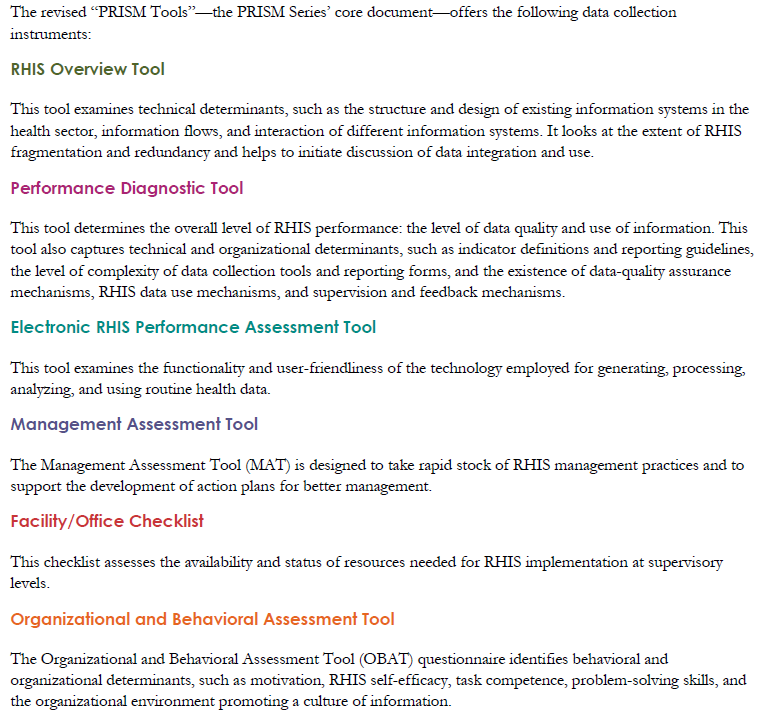 The revised “PRISM Tools”—the PRISM Series’ core document—offers the following data collection
instruments:
RHIS Overview Tool
This tool examines technical determinants, such as the structure and design of existing information systems in the
health sector, information flows, and interaction of different information systems. It looks at the extent of RHIS
fragmentation and redundancy and helps to initiate discussion of data integration and use.
Performance Diagnostic Tool
This tool determines the overall level of RHIS performance: the level of data quality and use of information. This
tool also captures technical and organizational determinants, such as indicator definitions and reporting guidelines,
the level of complexity of data collection tools and reporting forms, and the existence of data-quality assurance
mechanisms, RHIS data use mechanisms, and supervision and feedback mechanisms.
Electronic RHIS Performance Assessment Tool
This tool examines the functionality and user-friendliness of the technology employed for generating, processing,
analyzing, and using routine health data.
Management Assessment Tool
The Management Assessment Tool (MAT) is designed to take rapid stock of RHIS management practices and to
support the development of action plans for better management.
Facility/Office Checklist
This checklist assesses the availability and status of resources needed for RHIS implementation at supervisory
levels.
Organizational and Behavioral Assessment Tool
The Organizational and Behavioral Assessment Tool (OBAT) questionnaire identifies behavioral and
organizational determinants, such as motivation, RHIS self-efficacy, task competence, problem-solving skills, and
the organizational environment promoting a culture of information.